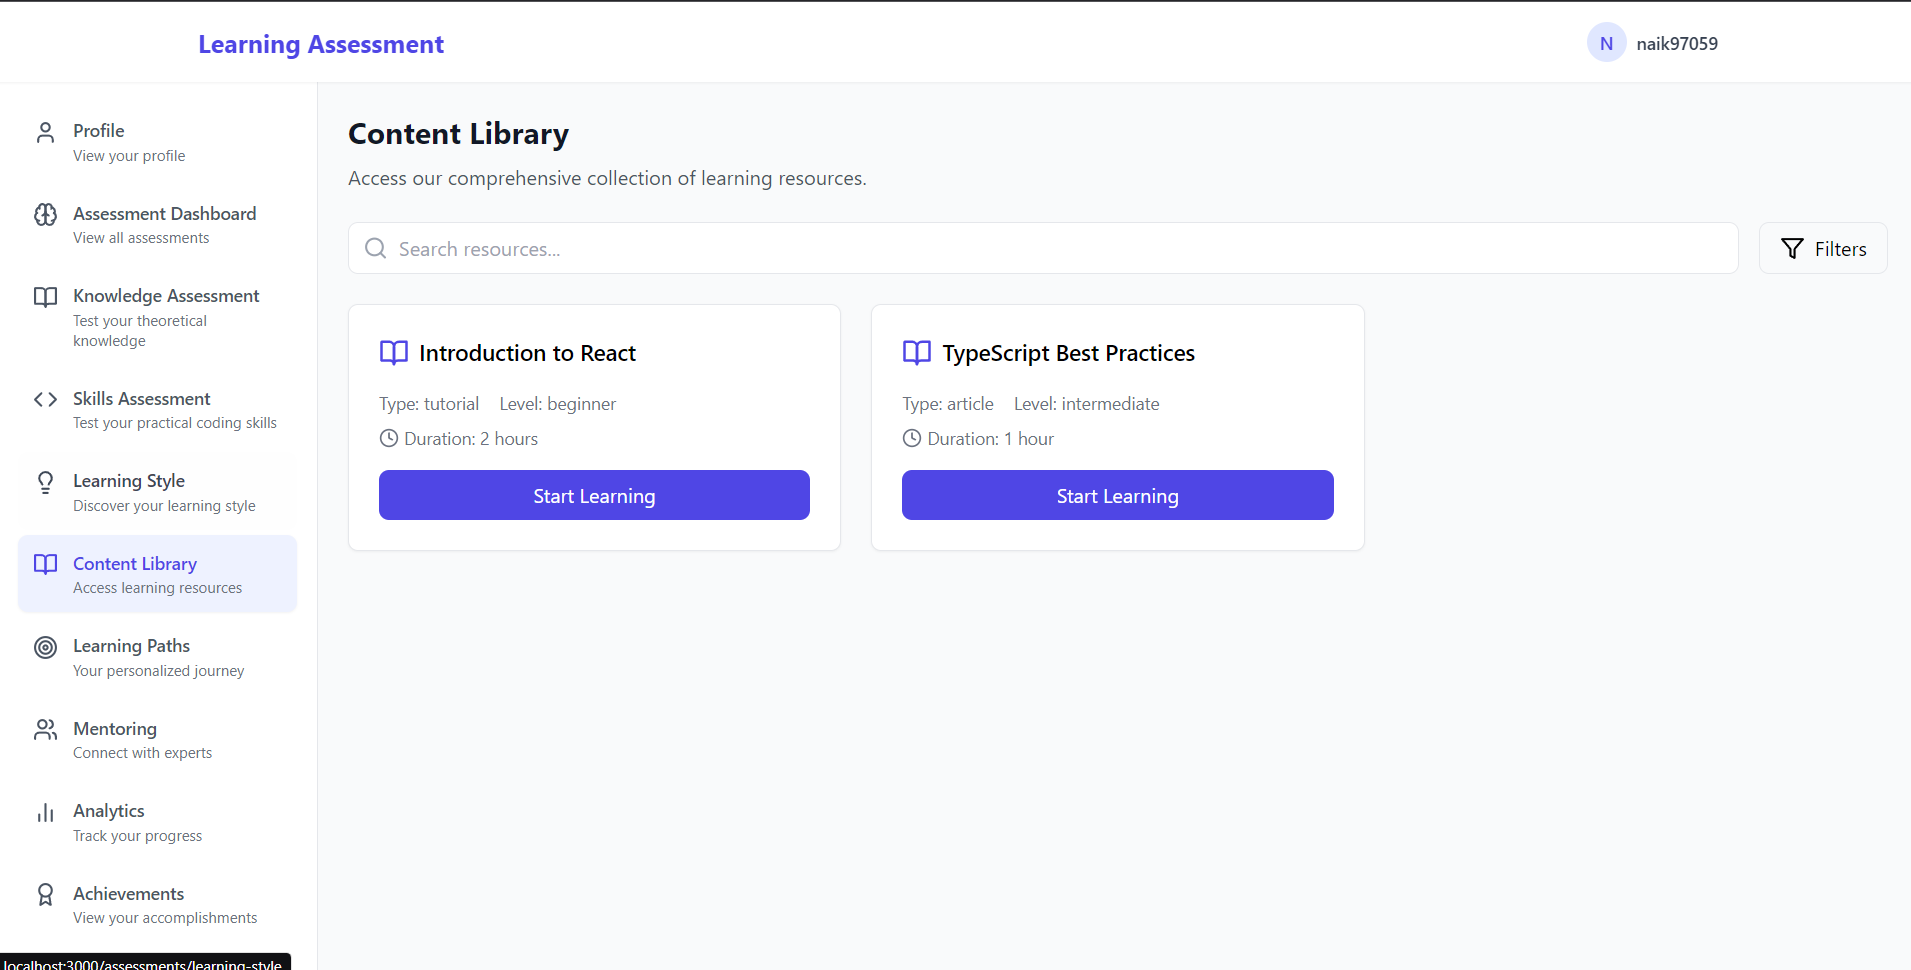 Learning Assessment
N
naik97059
Profile
View your profile
Assessment Dashboard
View all assessments
Knowledge Assessment
Test your theoretical
knowledge
Skills Assessment
Test your practical coding skills
Learning Style
Discover your learning style
Content Library
Access learning resources
Learning Paths
Your personalized journey
Mentoring
Connect with experts
Analytics
Track your progress
Achievements
View your accomplishments
localhost:3000/assessments/learning-style
Content Library
Access our comprehensive collection of learning resources.
Search resources...
Filters
Introduction to React
Type: tutorial Level: beginner
Duration: 2 hours
Start Learning
TypeScript Best Practices
Type: article Level: intermediate
Duration: 1 hour
Start Learning